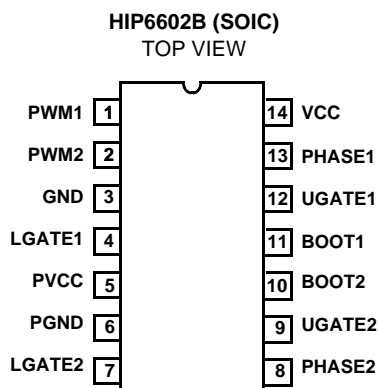 HIP6602B (SOIC)
TOP VIEW
PWM1 1 14 VCC
PWM2 2 13 PHASE1
GND 3 12 UGATE1
LGATE1 4 11 BOOT1
PVCC 5 10 BOOT2
PGND 6 9 UGATE2
LGATE2 7 8 PHASE2